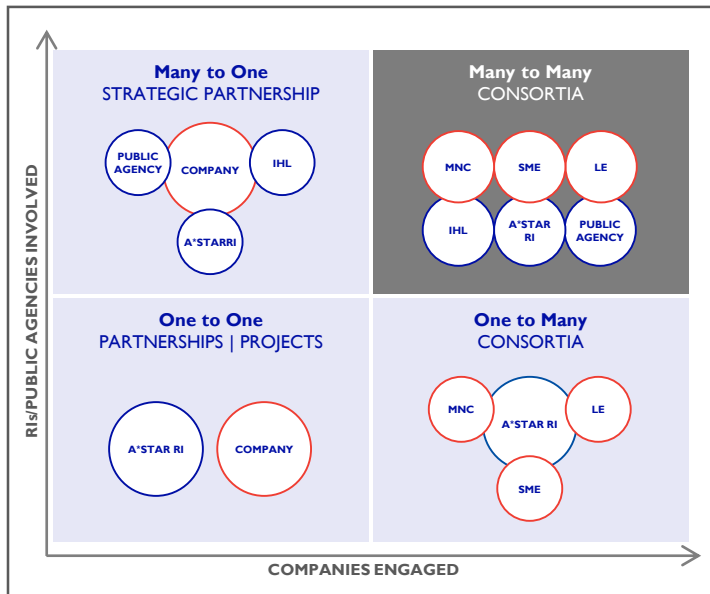 Many to One
STRATEGIC PARTNERSHIP
PUBLIC
AGENCY
COMPANY
IHL
A*STARRI
Many to Many
CONSORTIA
MNC
SME
LE
IHL
A*STAR
RI
PUBLIC
AGENCY
One to One
PARTNERSHIPS | PROJECTS
A*STAR RI
COMPANY
One to Many
CONSORTIA
MNC
A*STAR RI
LE
SME
RIs/PUBLIC AGENCIES INVOLVED
COMPANIES ENGAGED